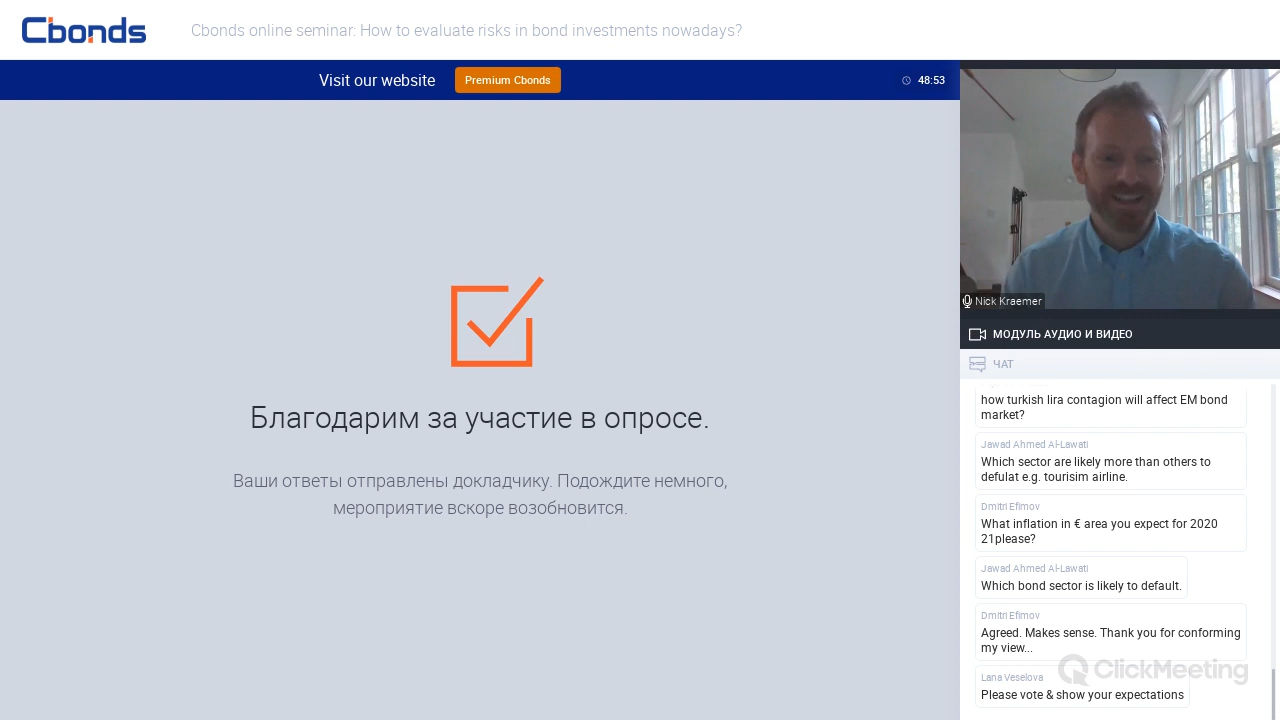 Cbonds
Cbonds online seminar: How to evaluate risks in bond investments nowadays?
Visit our website
Premium Cbonds
48:53
Благодарим за участие в опросе.
Ваши ответы отправлены докладчику. Подождите немного,
мероприятие вскоре возобновится.
Nick Kraemer
МОДУЛЬ АУДИО И ВИДЕО
ЧАТ
how turkish lira contagion will affect EM bond
market?
Jawad Ahmed Al-Lawati
Which sector are likely more than others to
defulat e.g. tourisim airline.
Dmitri Efimov
What inflation in € area you expect for 2020
21please?
Jawad Ahmed Al-Lawati
Which bond sector is likely to default.
Dmitri Efimov
Agreed. Makes sense. Thank you for conforming
my view...
Lana Veselova
Please vote & show your expectations
ClickMeeting